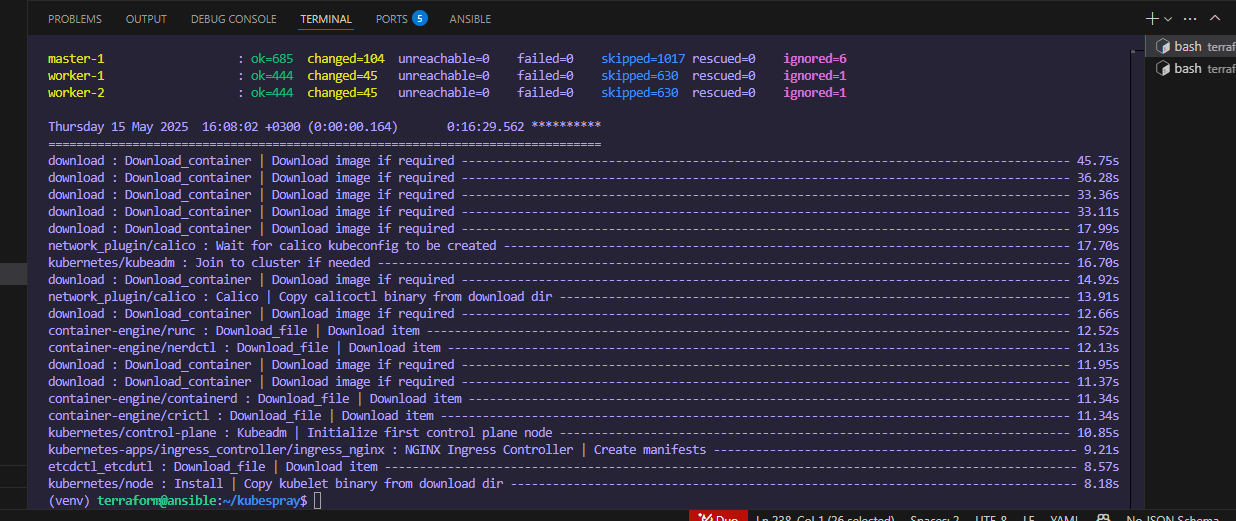 PROBLEMS OUTPUT DEBUG CONSOLE TERMINAL PORTS 5 ANSIBLE
master-1 : ok=685 changed=104 unreachable=0 failed=0 skipped=1017 rescued=0 ignored=6
worker-1 : ok=444 changed=45 unreachable=0 failed=0 skipped=630 rescued=0 ignored=1
worker-2 : ok=444 changed=45 unreachable=0 failed=0 skipped=630 rescued=0 ignored=1
bash terraf
bash terraf
Thursday 15 May 2025 16:08:02 +0300 (0:00:00.164) 0:16:29.562 **********
===============================================================================
download : Download_container | Download image if required --------------------------------------------------------------------------------------- 45.75s
download : Download_container | Download image if required --------------------------------------------------------------------------------------- 36.28s
download : Download_container | Download image if required --------------------------------------------------------------------------------------- 33.36s
download : Download_container | Download image if required --------------------------------------------------------------------------------------- 33.11s
download : Download_container | Download image if required --------------------------------------------------------------------------------------- 17.99s
network_plugin/calico : Wait for calico kubeconfig to be created --------------------------------------------------------------------------------- 17.70s
kubernetes/kubeadm : Join to cluster if needed --------------------------------------------------------------------------------------------------- 16.70s
download : Download_container | Download image if required --------------------------------------------------------------------------------------- 14.92s
network_plugin/calico : Calico | Copy calicoctl binary from download dir ------------------------------------------------------------------------- 13.91s
download : Download_container | Download image if required --------------------------------------------------------------------------------------- 12.66s
container-engine/runc : Download_file | Download item -------------------------------------------------------------------------------------------- 12.52s
container-engine/nerdctl : Download_file | Download item ----------------------------------------------------------------------------------------- 12.13s
download : Download_container | Download image if required --------------------------------------------------------------------------------------- 11.95s
download : Download_container | Download image if required --------------------------------------------------------------------------------------- 11.37s
container-engine/containerd : Download_file | Download item -------------------------------------------------------------------------------------- 11.34s
container-engine/crictl : Download_file | Download item ------------------------------------------------------------------------------------------ 11.34s
kubernetes/control-plane : Kubeadm | Initialize first control plane node ------------------------------------------------------------------------- 10.85s
kubernetes-apps/ingress_controller/ingress_nginx : NGINX Ingress Controller | Create manifests --------------------------------------------------- 9.21s
etcdctl_etcdutl : Download_file | Download item --------------------------------------------------------------------------------------------------- 8.57s
kubernetes/node : Install | Copy kubelet binary from download dir --------------------------------------------------------------------------------- 8.18s
(venv) terraform@ansible:~/kubespray$
Duo Ln 238, Col 1 (26 selected) Spaces: 2 UTF-8 LF YAML No JSON Schema